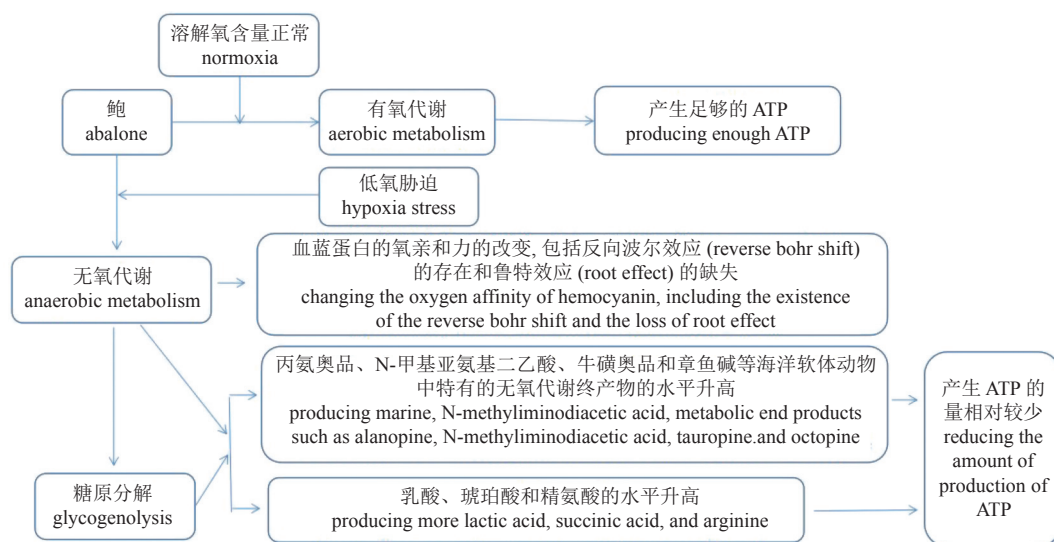 溶解氧含量正常
normoxia
鲍
abalone
有氧代谢
aerobic metabolism
产生足够的 ATP
producing enough ATP
低氧胁迫
hypoxia stress
无氧代谢
anaerobic metabolism
血蓝蛋白的氧亲和力的改变, 包括反向波尔效应 (reverse bohr shift)
的存在和鲁特效应 (root effect) 的缺失
changing the oxygen affinity of hemocyanin, including the existence
of the reverse bohr shift and the loss of root effect
丙氨奥品、N-甲基亚氨基二乙酸、牛磺奥品和章鱼碱等海洋软体动物
中特有的无氧代谢终产物的水平升高
producing marine, N-methyliminodiacetic acid, metabolic end products
such as alanopine, N-methyliminodiacetic acid, tauropine.and octopine
产生 ATP 的
量相对较少
reducing the
amount of
production of
ATP
糖原分解
glycogenolysis
乳酸、琥珀酸和精氨酸的水平升高
producing more lactic acid, succinic acid, and arginine